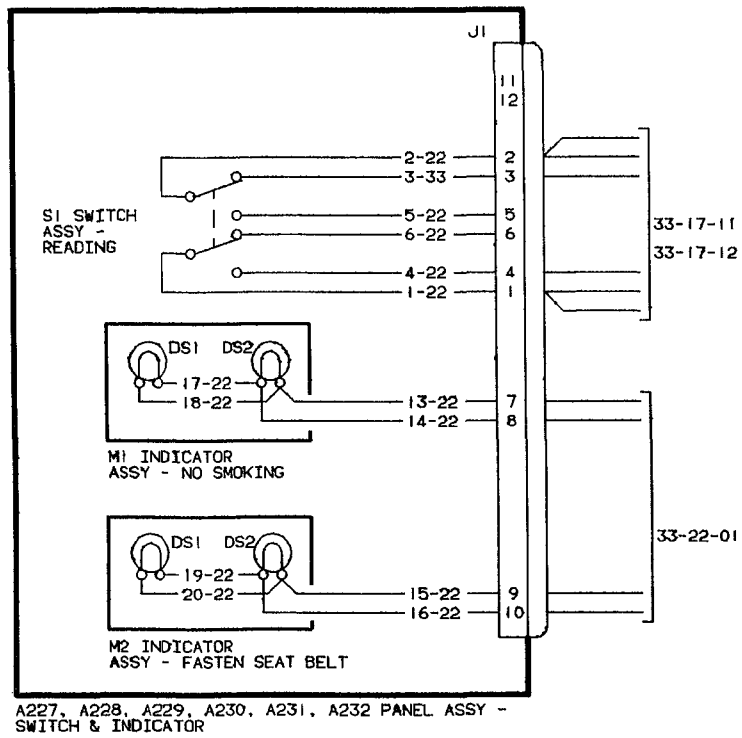 J1
11
12
2-22 2
3-33 3
5-22 5
6-22 6
4-22 4
1-22 1
S1 SWITCH
ASSY -
READING
33-17-11
33-17-12
DS1 DS2
17-22
18-22
13-22 7
14-22 8
M1 INDICATOR
ASSY - NO SMOKING
DS1 DS2
19-22
20-22
15-22 9
16-22 10
33-22-01
M2 INDICATOR
ASSY - FASTEN SEAT BELT
A227, A228, A229, A230, A231, A232 PANEL ASSY -
SWITCH & INDICATOR